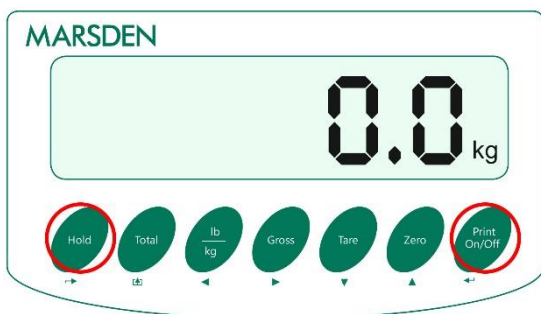 MARSDEN
0.0 kg
Hold
Total
lb
kg
Gross
Tare
Zero
Print
On/Off